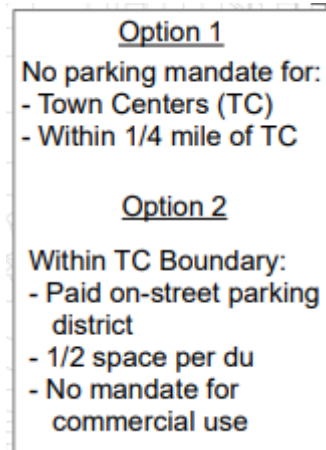 Option 1
No parking mandate for:
- Town Centers (TC)
- Within 1/4 mile of TC
Option 2
Within TC Boundary:
- Paid on-street parking
district
- 1/2 space per du
- No mandate for
commercial use